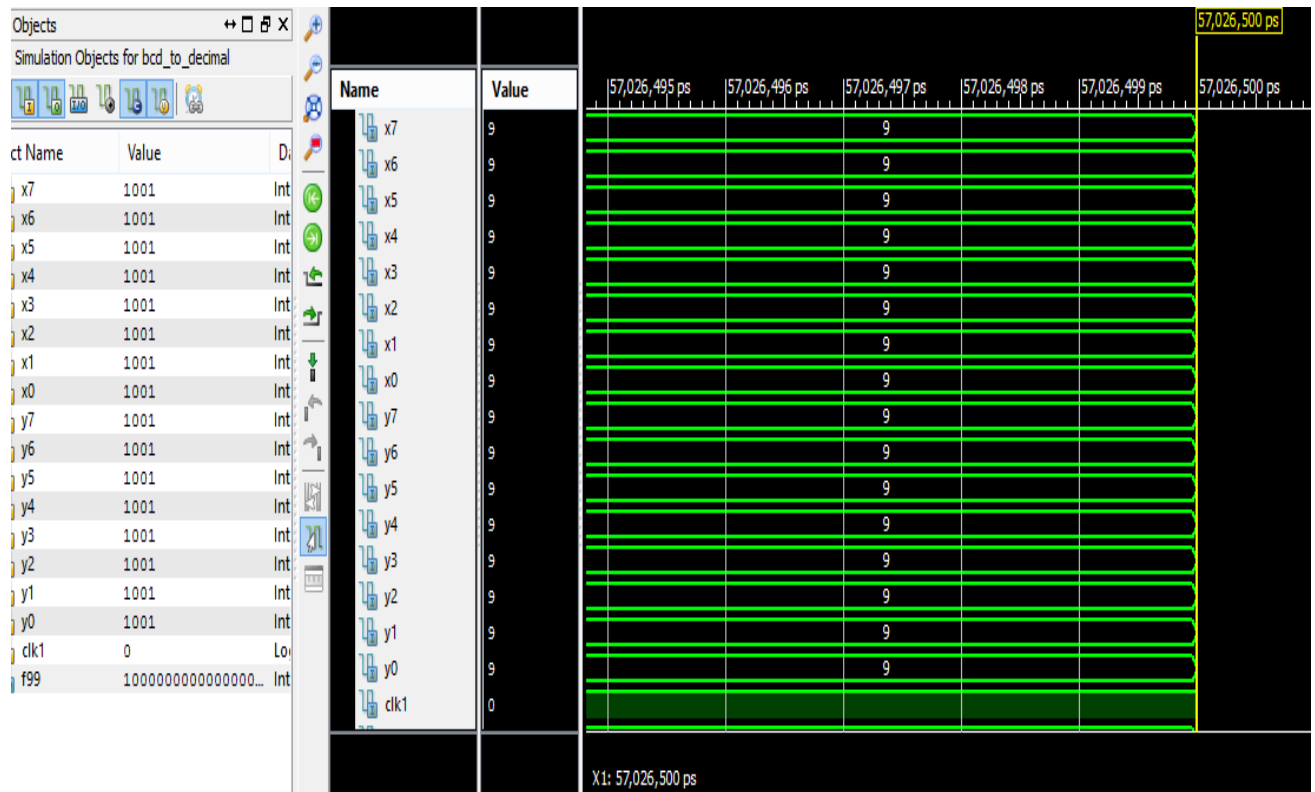 Objects
Simulation Objects for bcd_to_decimal
ct Name Value Da
x7 1001 Int
x6 1001 Int
x5 1001 Int
x4 1001 Int
x3 1001 Int
x2 1001 Int
x1 1001 Int
x0 1001 Int
y7 1001 Int
y6 1001 Int
y5 1001 Int
y4 1001 Int
y3 1001 Int
y2 1001 Int
y1 1001 Int
y0 1001 Int
clk1 0 Lo
f99 1000000000000000... Int
57,026,500 ps
Name Value 57,026,495 ps 57,026,496 ps 57,026,497 ps 57,026,498 ps 57,026,499 ps 57,026,500 ps
x7 9 9
x6 9 9
x5 9 9
x4 9 9
x3 9 9
x2 9 9
x1 9 9
x0 9 9
y7 9 9
y6 9 9
y5 9 9
y4 9 9
y3 9 9
y2 9 9
y1 9 9
y0 9 9
clk1 0
X1: 57,026,500 ps